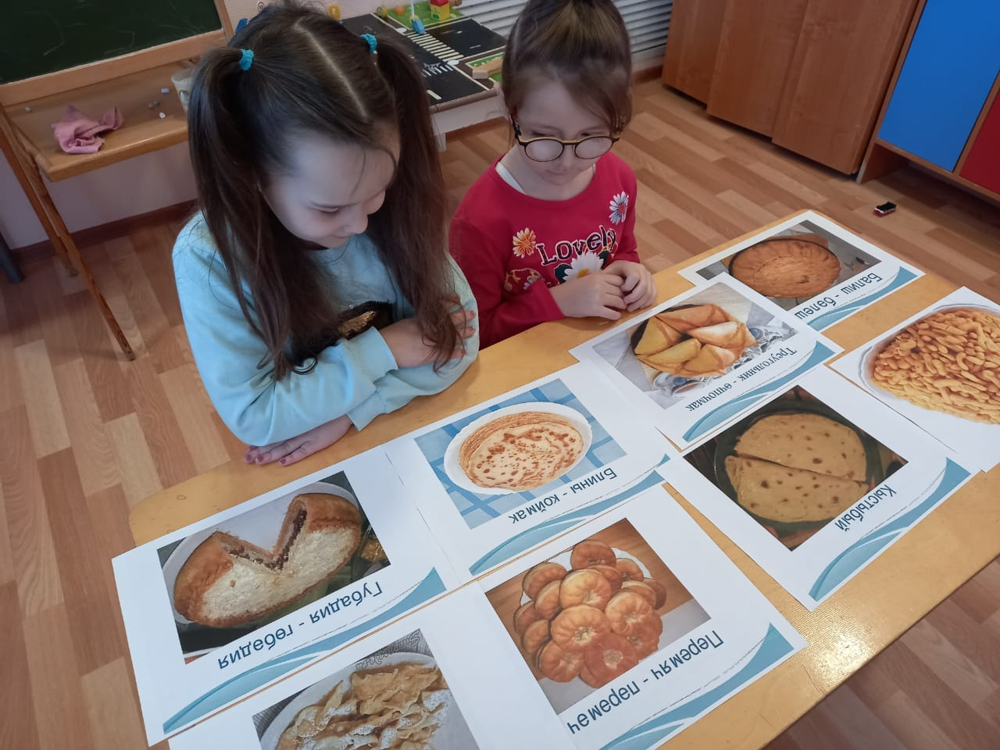 Lovely
Балиш - бәлеш
Треугольник - өчпочмак
Кыстыбый
Блины - коймак
Губадия - гөбәдия
Перемяч - пәрәмәч